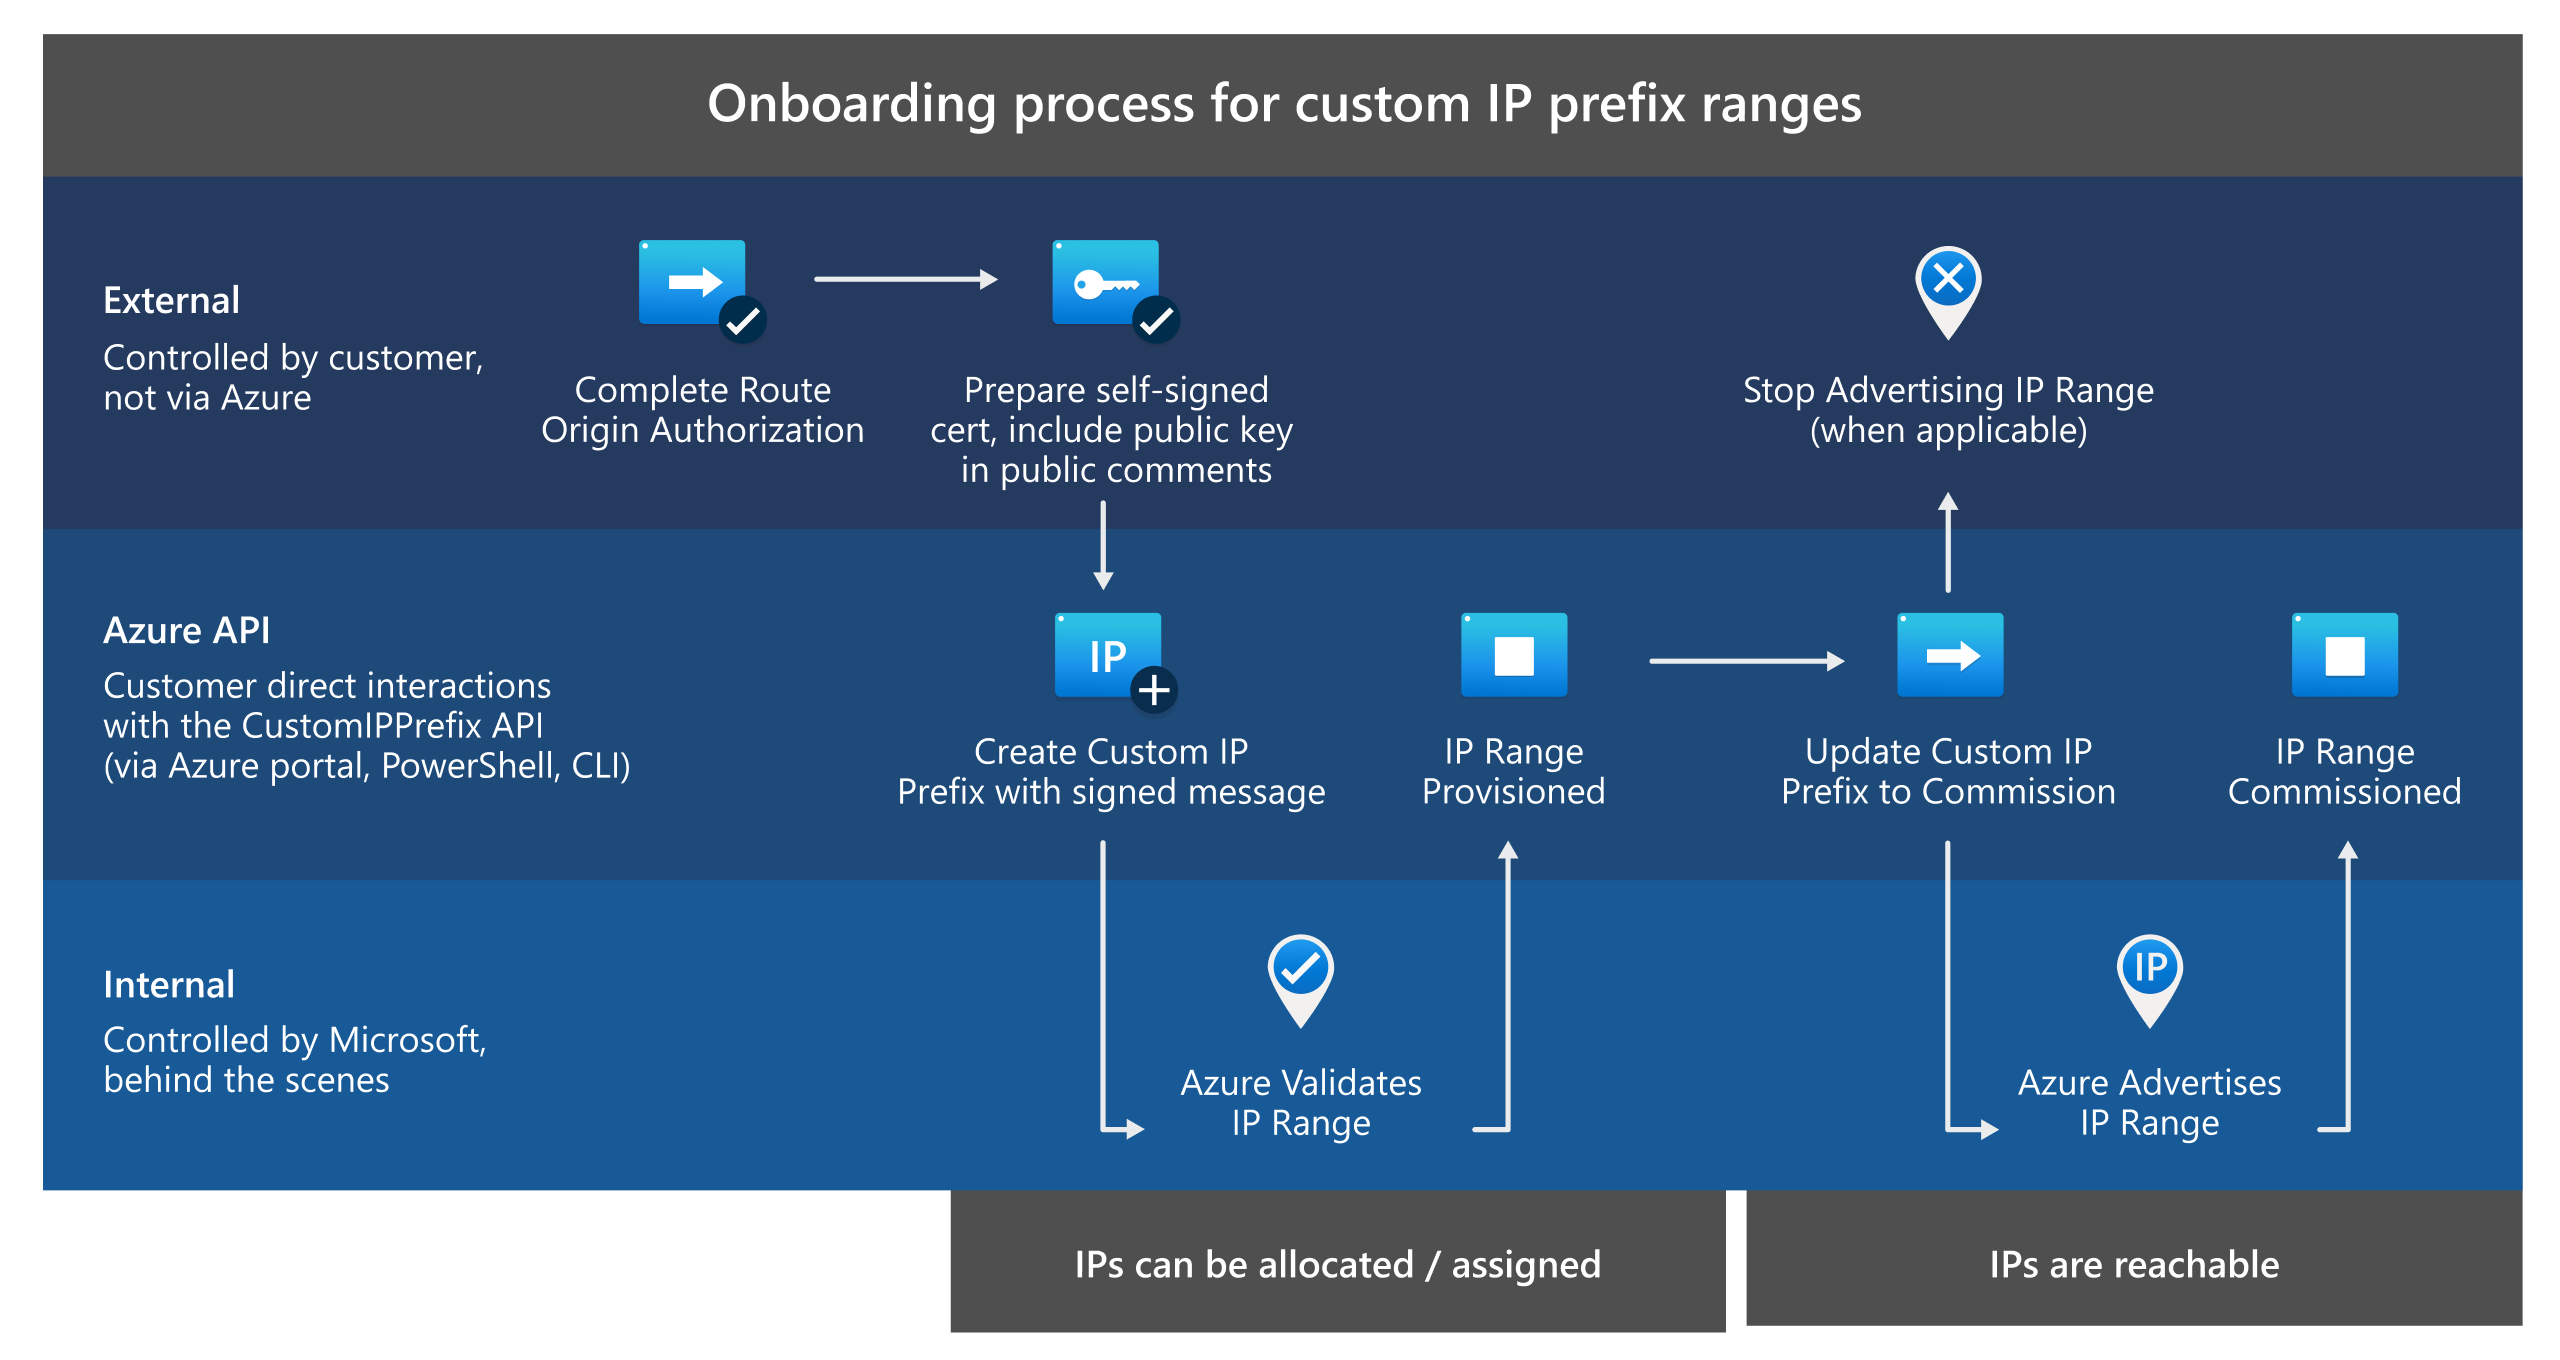 Onboarding process for custom IP prefix ranges
External
Controlled by customer,
not via Azure
Complete Route
Origin Authorization
Prepare self-signed
cert, include public key
in public comments
Stop Advertising IP Range
(when applicable)
Azure API
Customer direct interactions
with the CustomIPPrefix API
(via Azure portal, PowerShell, CLI)
IP
Create Custom IP
Prefix with signed message
IP Range
Provisioned
Update Custom IP
Prefix to Commission
IP Range
Commissioned
Internal
Controlled by Microsoft,
behind the scenes
Azure Validates
IP Range
IP
Azure Advertises
IP Range
IPs can be allocated / assigned
IPs are reachable